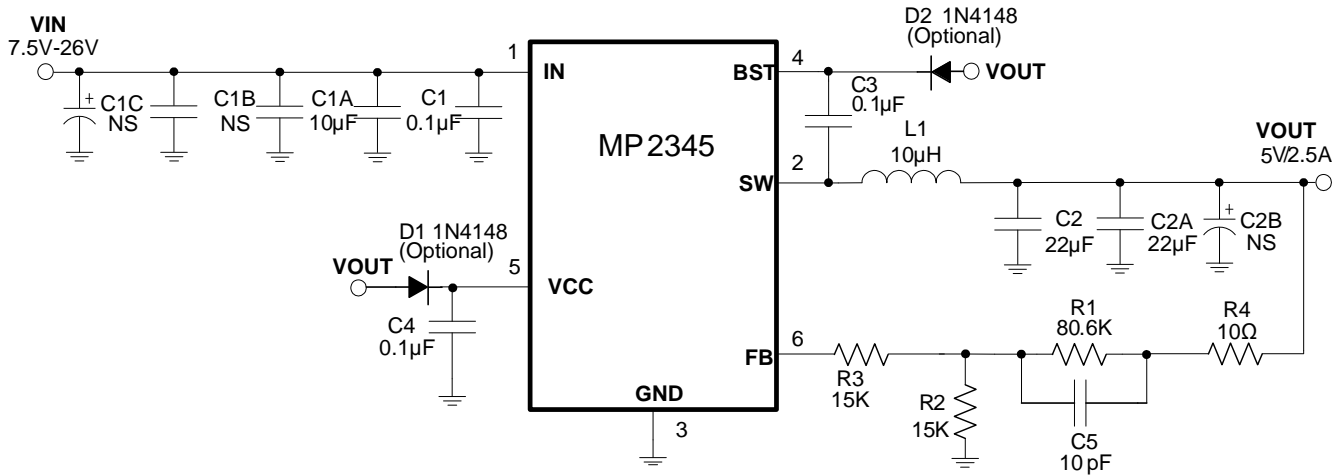 VIN
7.5V-26V
1
IN
C1C
NS
C1B
NS
C1A
10µF
C1
0.1µF
MP2345
D2 1N4148
(Optional)
4
BST
VOUT
C3
0.1µF
L1
10µH
2
SW
VOUT
5V/2.5A
C2
22µF
C2A
22µF
C2B
NS
D1 1N4148
(Optional)
VOUT
5
VCC
C4
0.1µF
6
FB
R3
15K
R2
15K
R1
80.6K
R4
10Ω
C5
10pF
GND
3
+
+